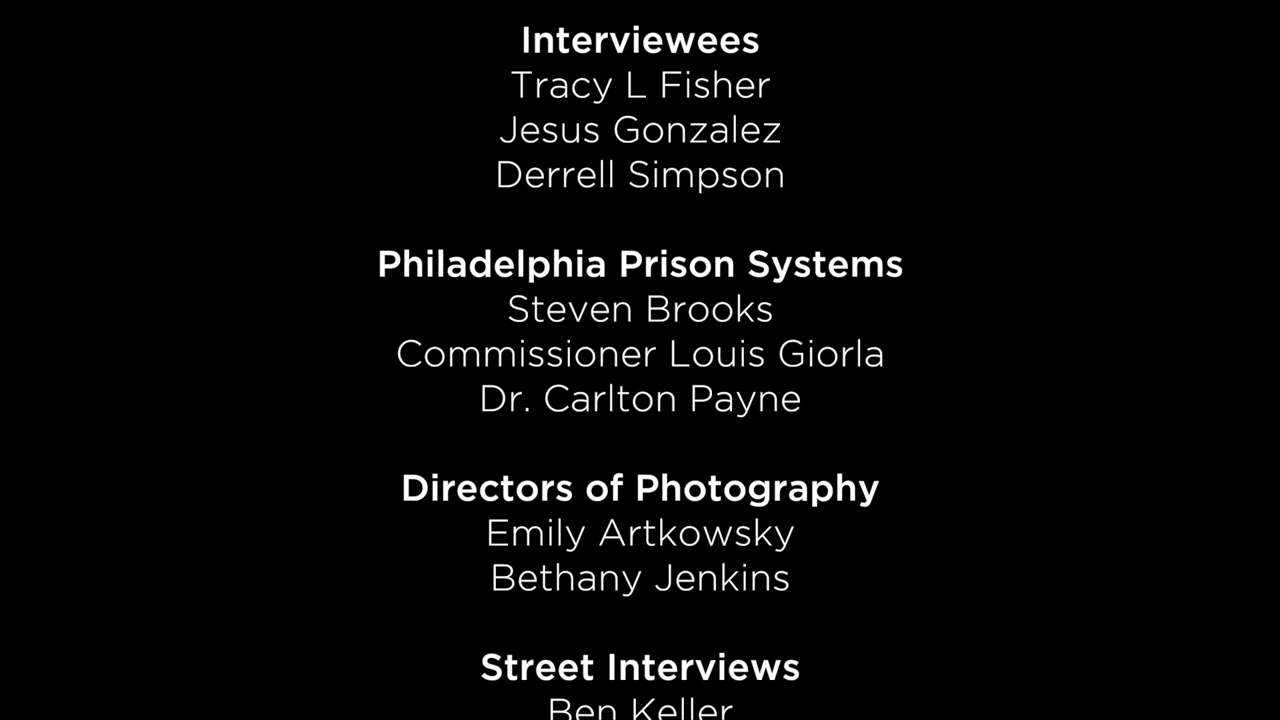 Interviewees
Tracy L Fisher
Jesus Gonzalez
Derrell Simpson
Philadelphia Prison Systems
Steven Brooks
Commissioner Louis Giorla
Dr. Carlton Payne
Directors of Photography
Emily Artkowsky
Bethany Jenkins
Street Interviews
Ben Keller